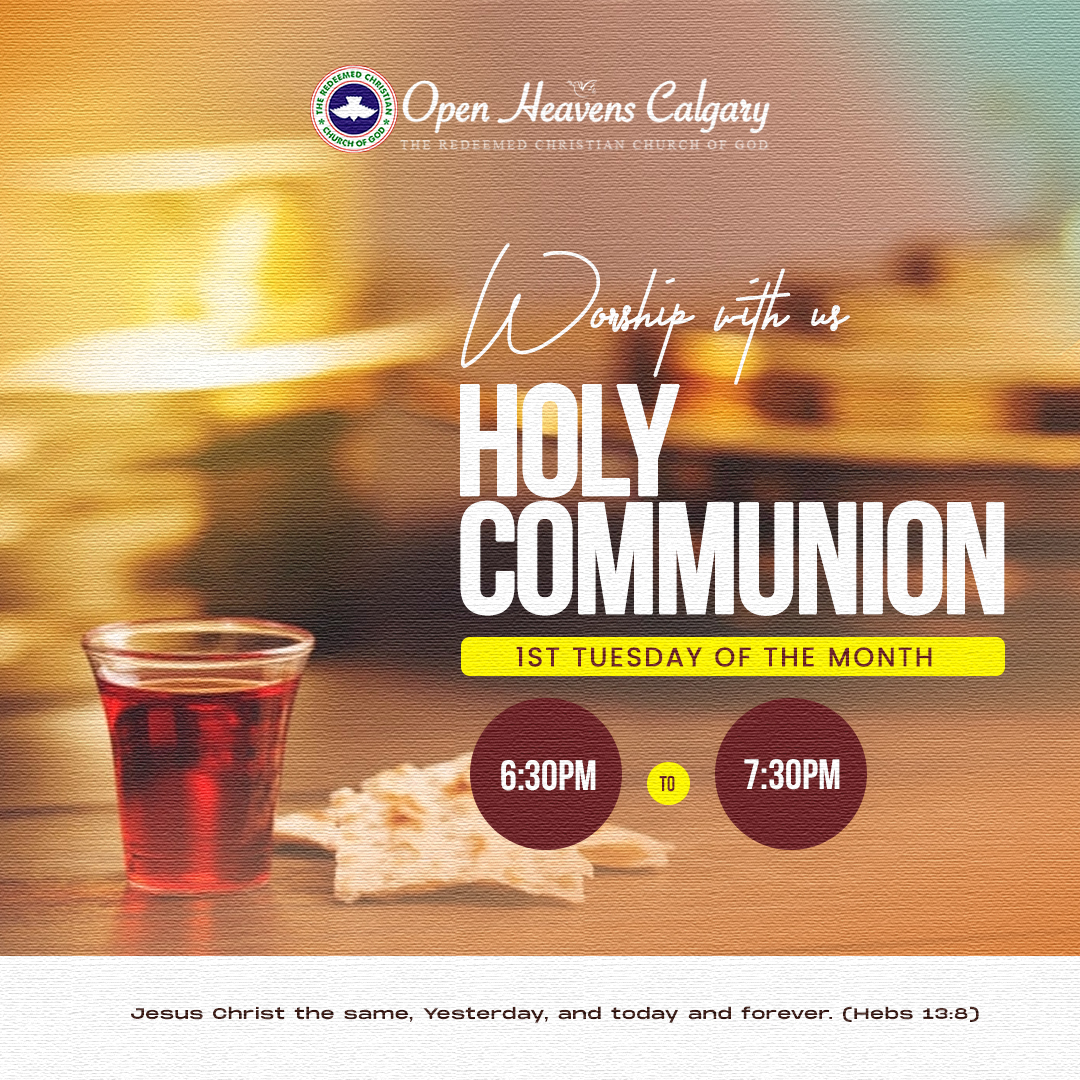 THE REDEEMED CHRISTIAN
CHURCH OF GOD
Open Heavens Calgary
THE REDEEMED CHRISTIAN CHURCH OF GOD
Worship with us
HOLY
COMMUNION
1ST TUESDAY OF THE MONTH
6:30PM TO 7:30PM
Jesus Christ the same, Yesterday, and today and forever. (Hebs 13:8)